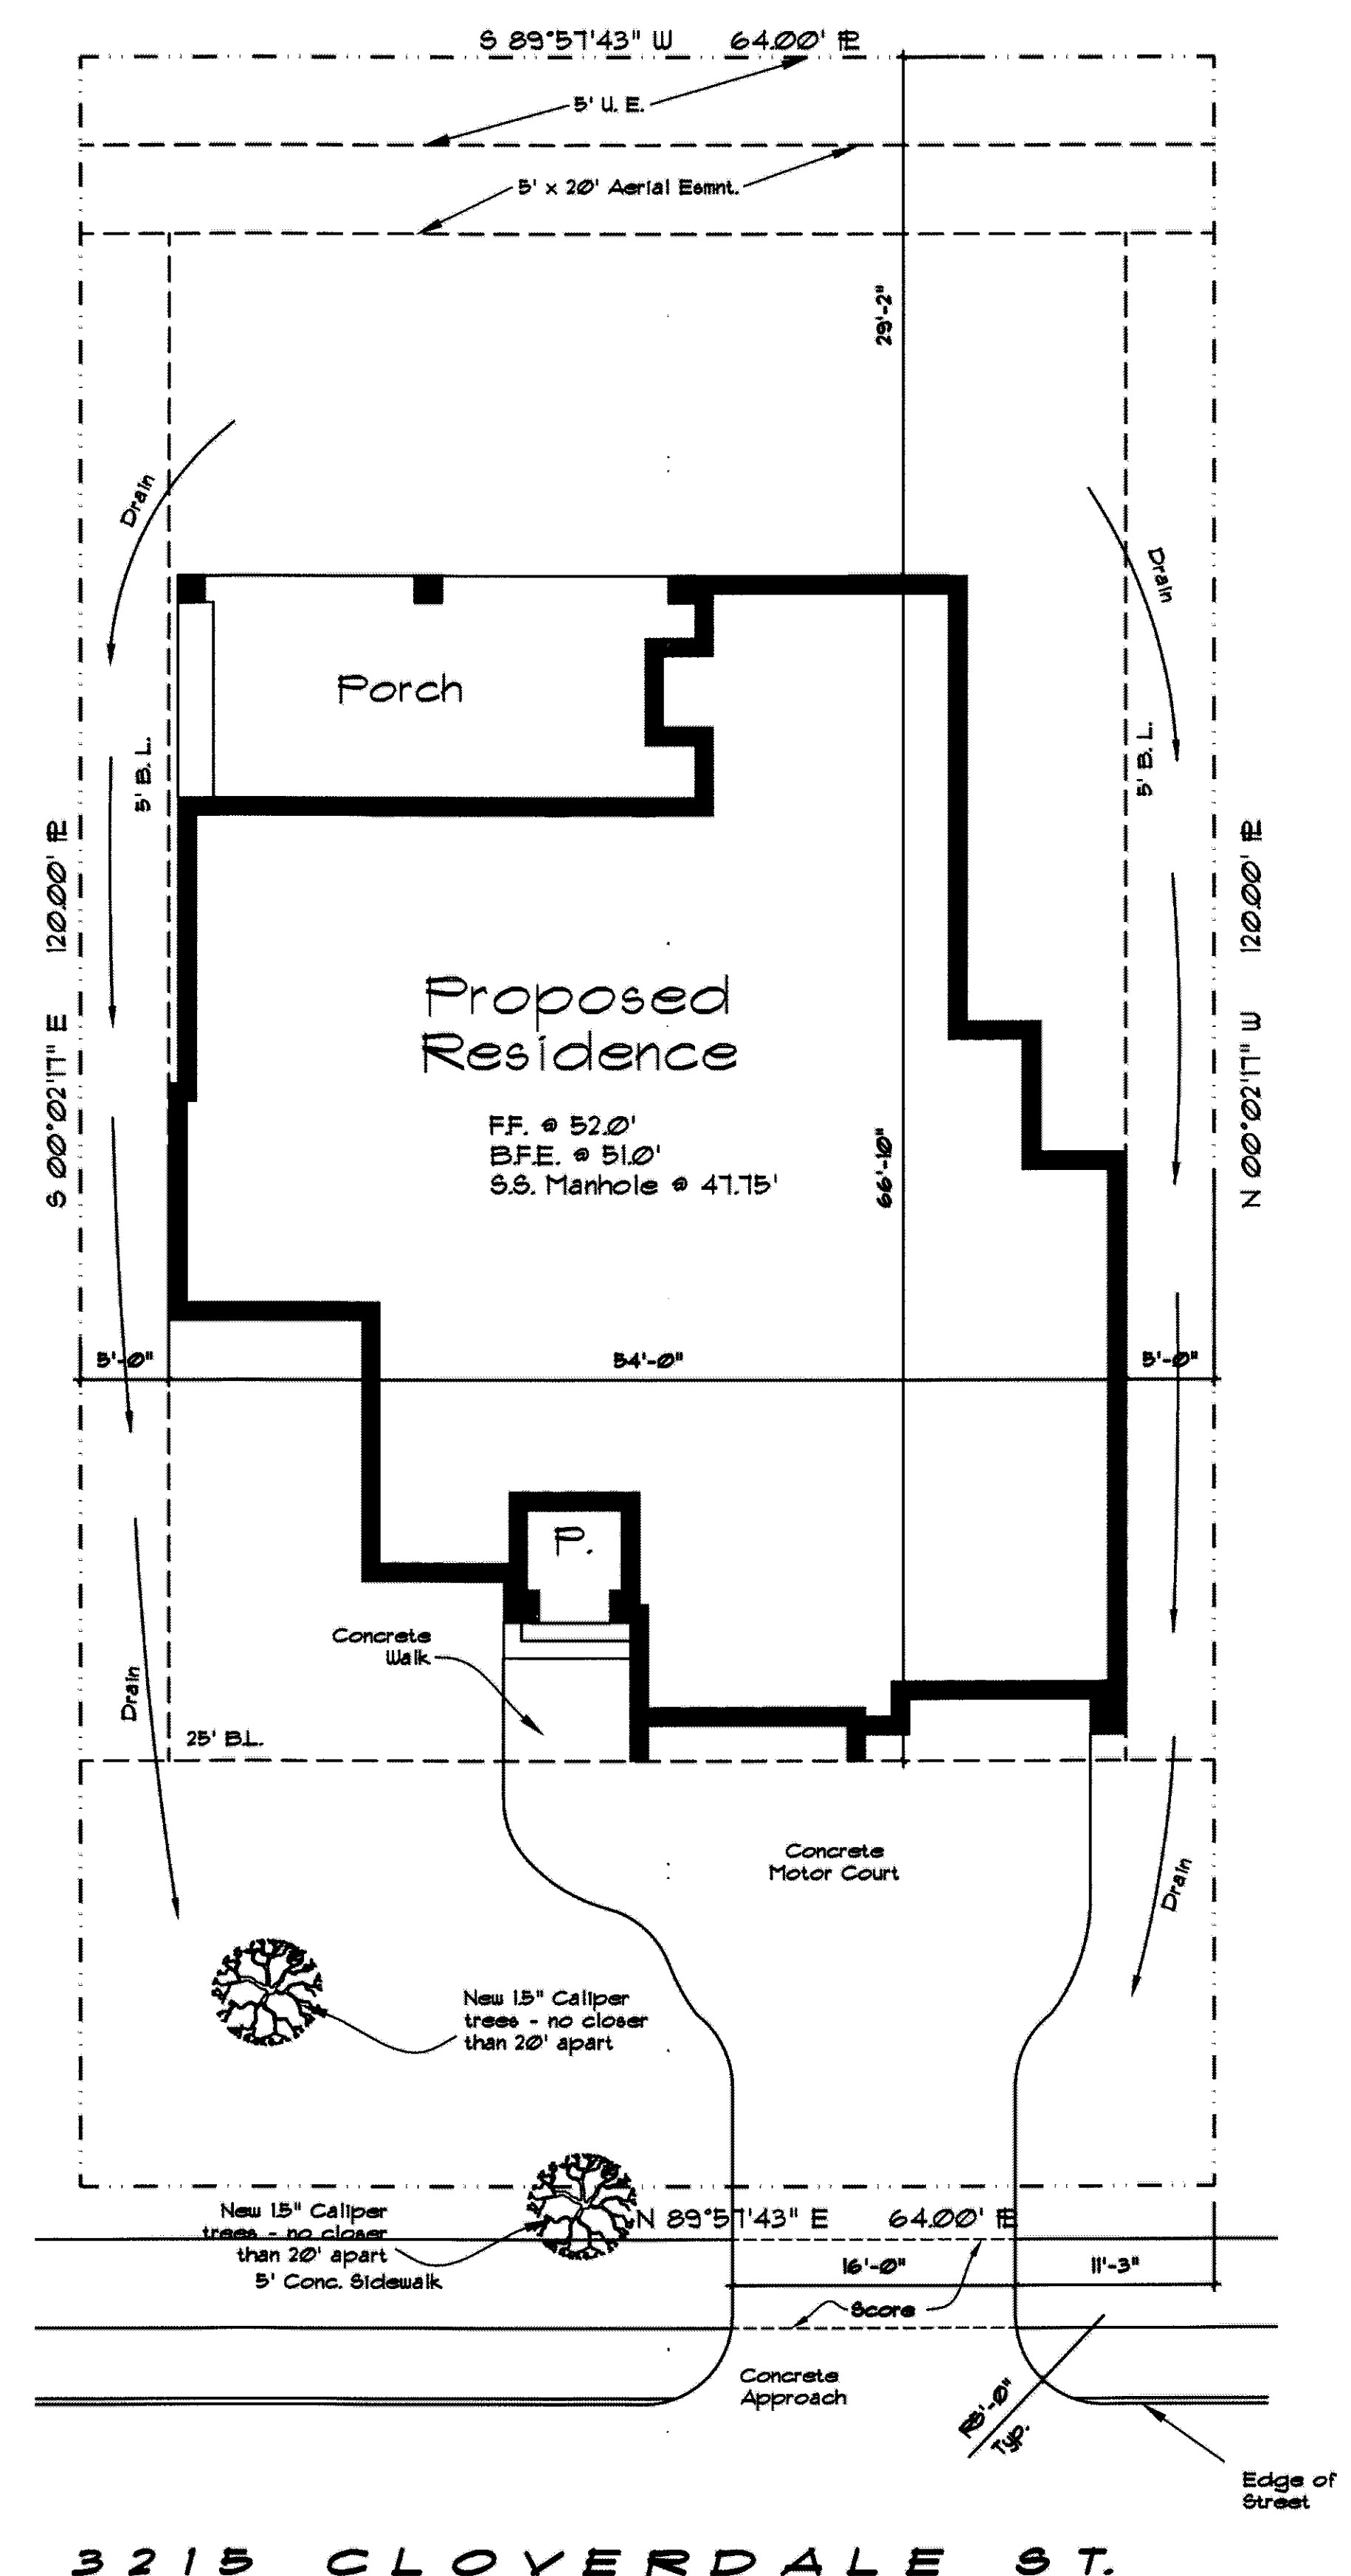 S 89°57'43" W 64.00' PL
5' U. E.
5' x 20' Aerial Esmnt.
29'-2"
Drain
Drain
Porch
5' B. L.
5' B. L.
S 00°02'17" E 120.00' PL
N 00°02'17" W 120.00' PL
Proposed
Residence
F.F. @ 52.0'
B.F.E. @ 51.0'
S.S. Manhole @ 47.75'
66'-10"
5'-0"
54'-0"
5'-0"
P.
Concrete
Walk
Drain
25' B.L.
Concrete
Motor Court
Drain
New 1.5" Caliper
trees - no closer
than 20' apart
New 1.5" Caliper
trees - no closer
than 20' apart
5' Conc. Sidewalk
N 89°57'43" E 64.00' PL
16'-0"
11'-3"
Score
Concrete
Approach
R5'-0"
Typ.
Edge of
Street
3215 CLOVERDALE ST.